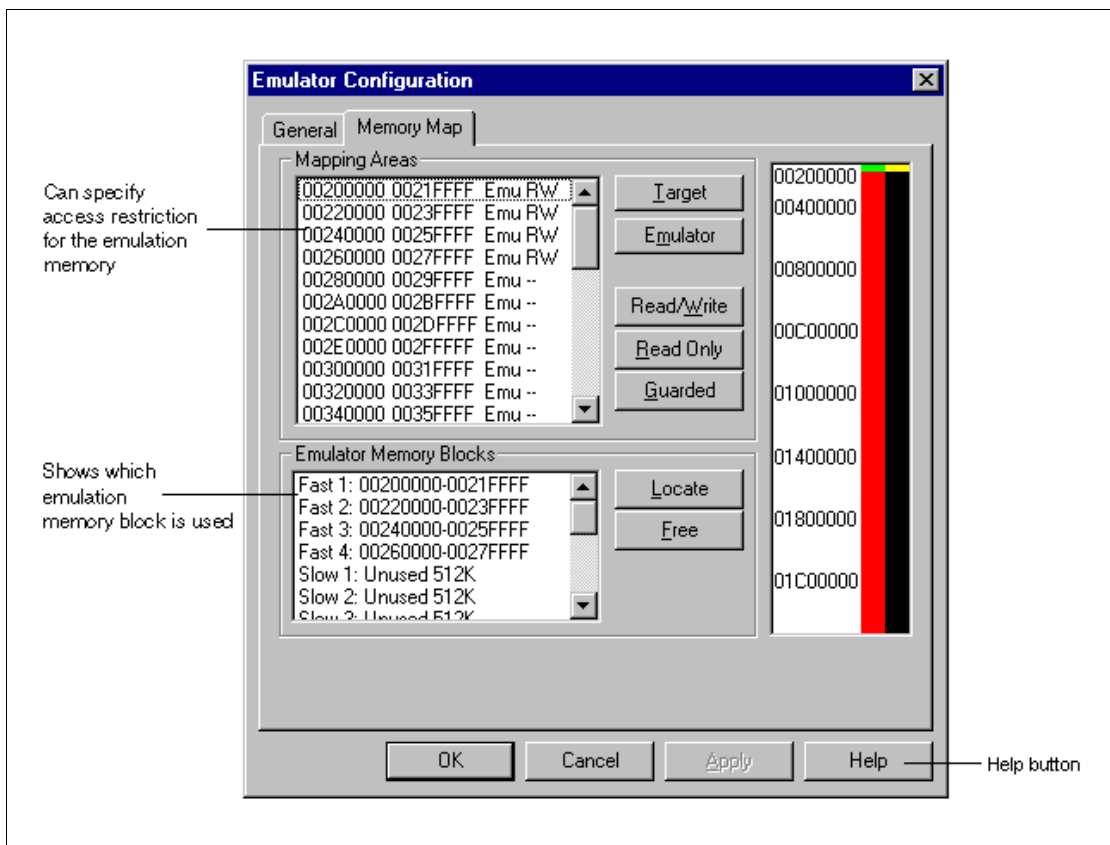 Emulator Configuration
General
Memory Map
Mapping Areas
00200000 0021FFFF Emu RW
00220000 0023FFFF Emu RW
00240000 0025FFFF Emu RW
00260000 0027FFFF Emu RW
00280000 0029FFFF Emu --
002A0000 002BFFFF Emu --
002C0000 002DFFFF Emu --
002E0000 002FFFFF Emu --
00300000 0031FFFF Emu --
00320000 0033FFFF Emu --
00340000 0035FFFF Emu --
Target
Emulator
Read/Write
Read Only
Guarded
00200000
00400000
00800000
00C00000
01000000
01400000
01800000
01C00000
Can specify
access restriction
for the emulation
memory
Emulator Memory Blocks
Fast 1: 00200000-0021FFFF
Fast 2: 00220000-0023FFFF
Fast 3: 00240000-0025FFFF
Fast 4: 00260000-0027FFFF
Slow 1: Unused 512K
Slow 2: Unused 512K
Slow 3: Unused 512K
Locate
Free
Shows which
emulation
memory block is used
OK
Cancel
Apply
Help
Help button